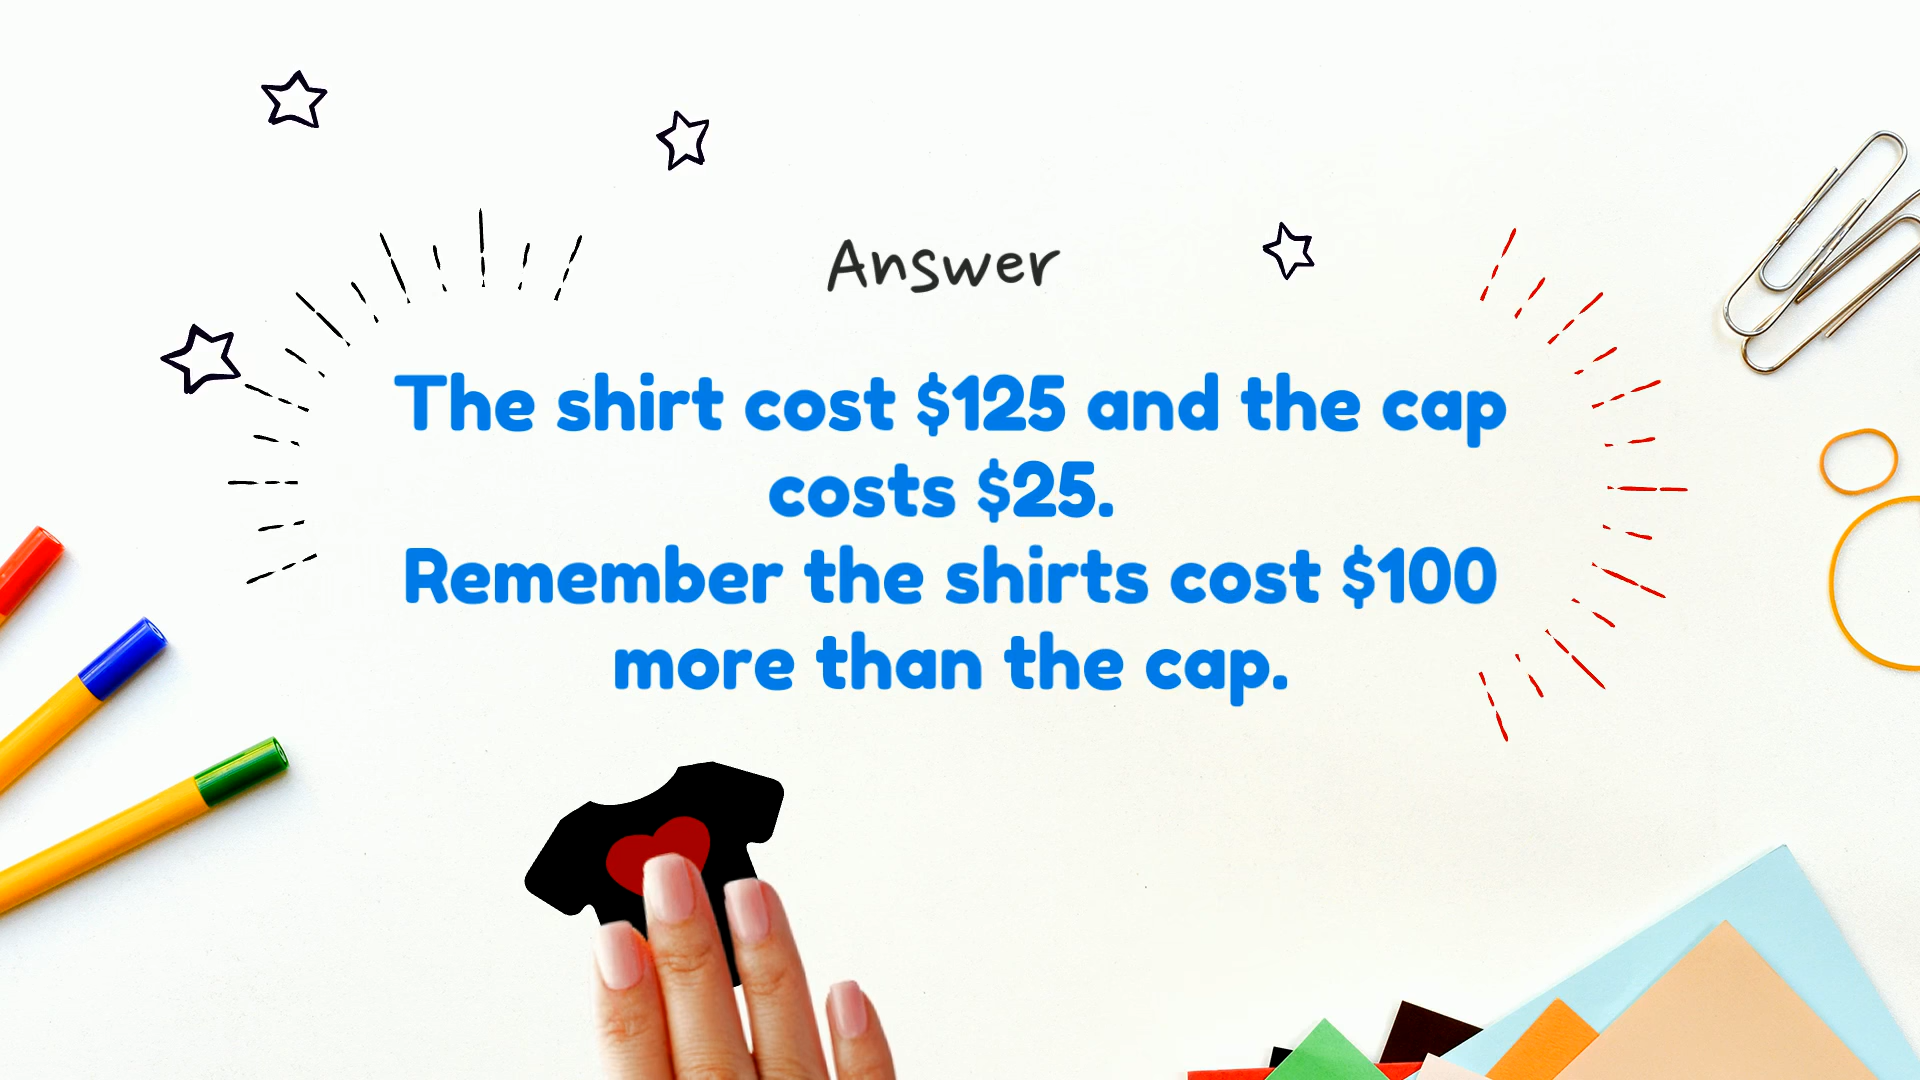 Answer
The shirt cost $125 and the cap
costs $25.
Remember the shirts cost $100
more than the cap.